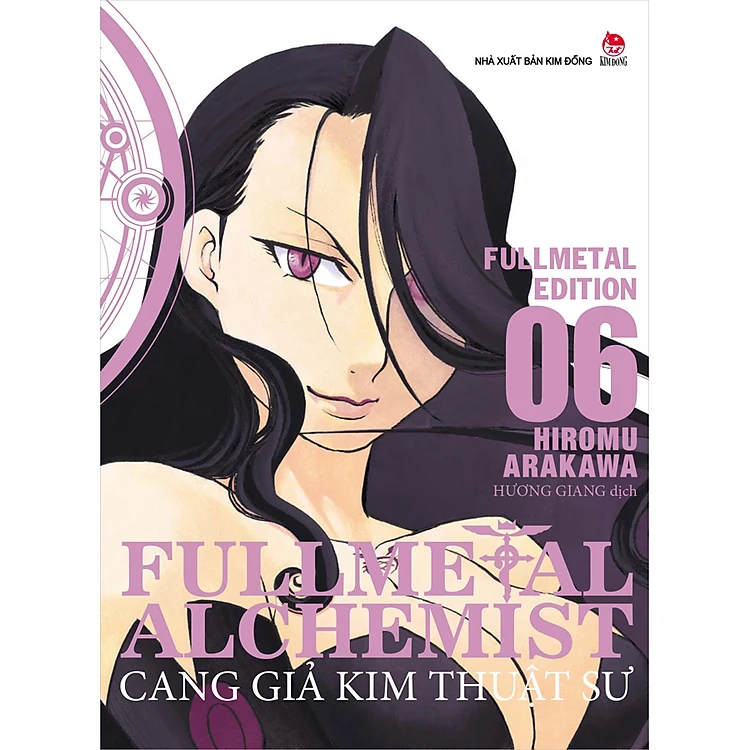 NHÀ XUẤT BẢN KIM ĐỒNG
KIM ĐỒNG
FULLMETAL
EDITION
06
HIROMU
ARAKAWA
HƯƠNG GIANG dịch
FULLMETAL
ALCHEMIST
CANG GIẢ KIM THUẬT SƯ